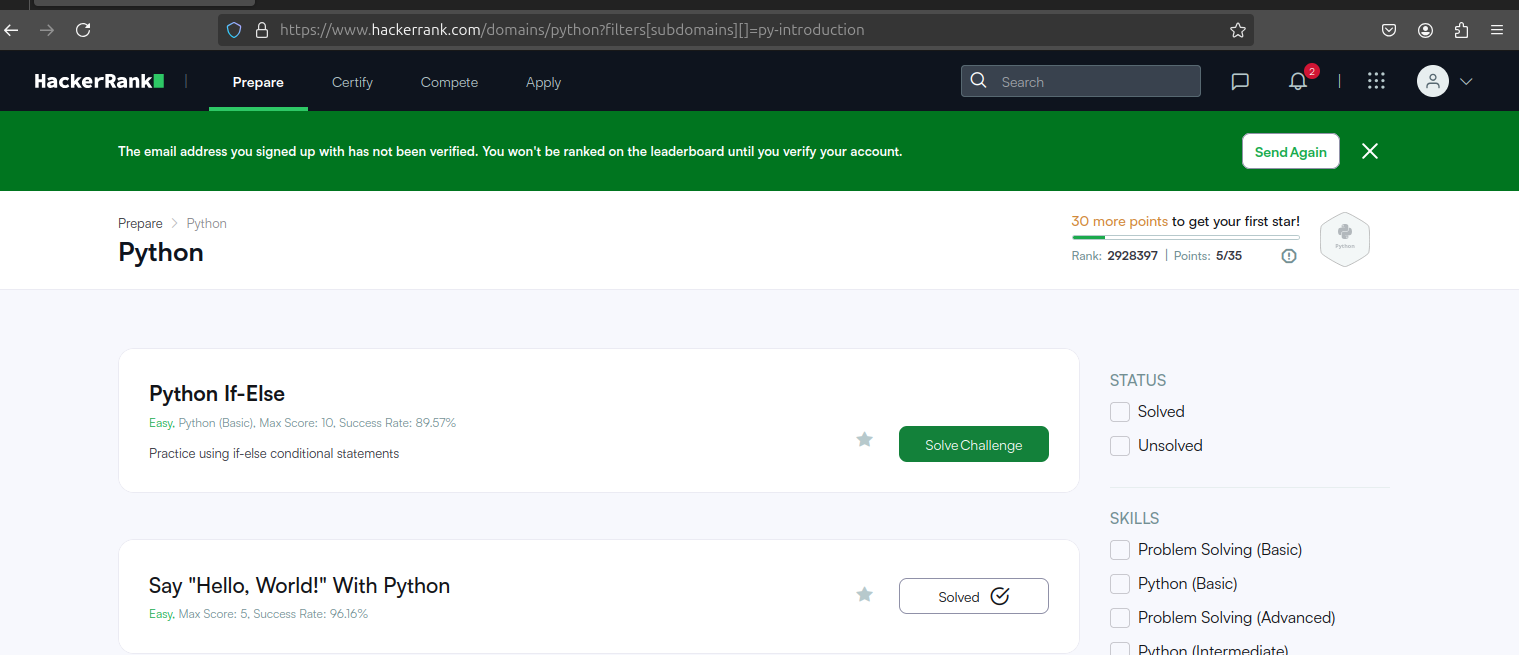 https://www.hackerrank.com/domains/python?filters[subdomains][]=py-introduction
HackerRank | Prepare Certify Compete Apply Search 2
The email address you signed up with has not been verified. You won't be ranked on the leaderboard until you verify your account. Send Again
Prepare > Python
Python
30 more points to get your first star!
Rank: 2928397 | Points: 5/35
Python
Python If-Else
Easy, Python (Basic), Max Score: 10, Success Rate: 89.57%
Practice using if-else conditional statements
Solve Challenge
Say "Hello, World!" With Python
Easy, Max Score: 5, Success Rate: 96.16%
Solved
STATUS
Solved
Unsolved
SKILLS
Problem Solving (Basic)
Python (Basic)
Problem Solving (Advanced)
Python (Intermediate)